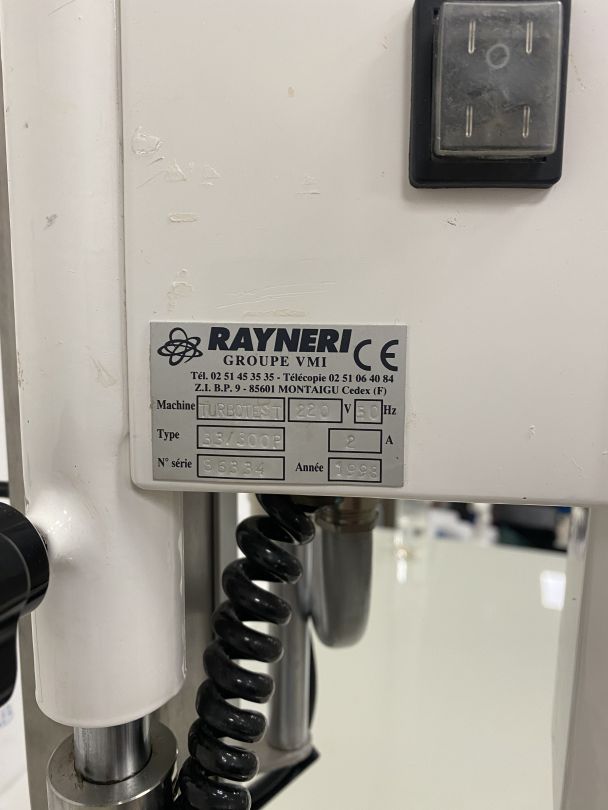 RAYNERI CE
GROUPE VMI
Tél. 02 51 45 35 35 - Télécopie 02 51 06 40 84
Z.I. B.P. 9 - 85601 MONTAIGU Cedex (F)
Machine TURBOTEST 220 V 50 Hz
Type 33/300P 2 A
N° série 36334 Année 1998